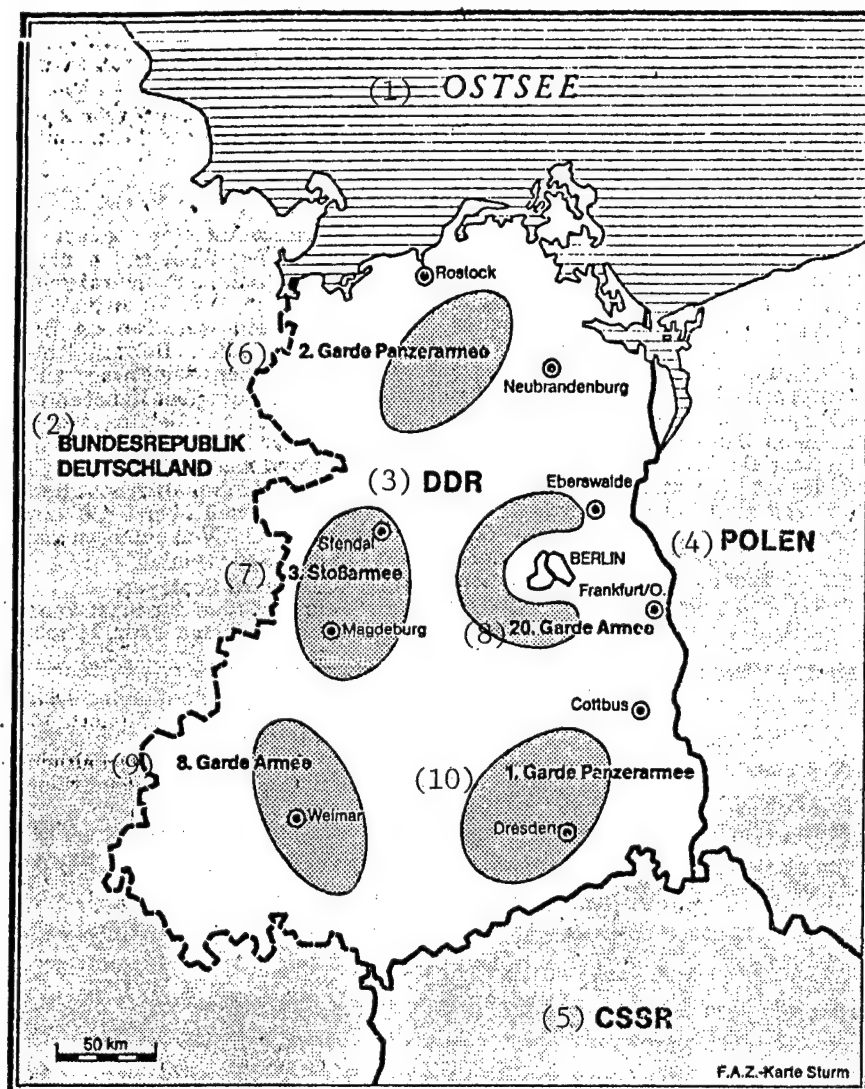 (1) OSTSEE
Rostock
(6) 2. Garde Panzerarmee
Neubrandenburg
(2) BUNDESREPUBLIK
DEUTSCHLAND
(3) DDR
Eberswalde
Stendal
(4) POLEN
BERLIN
(7) 3. Stoßarmee
Frankfurt/O.
Magdeburg
(8) 20. Garde Armee
Cottbus
(9) 8. Garde Armee
(10) 1. Garde Panzerarmee
Weimar
Dresden
(5) CSSR
50 km
F.A.Z.-Karte Sturm